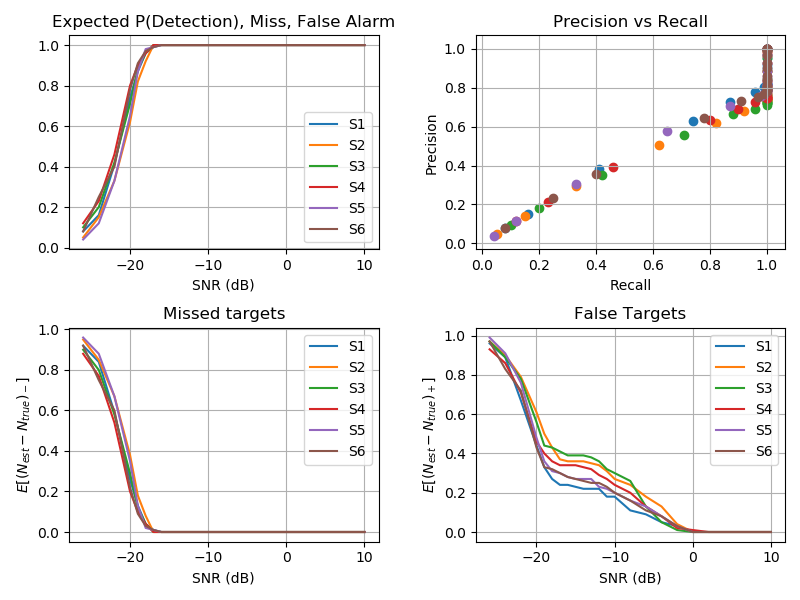 Expected P(Detection), Miss, False Alarm
1.0
0.8
0.6
0.4
0.2
0.0
S1
S2
S3
S4
S5
S6
−20
−10
0
10
SNR (dB)
Precision vs Recall
Precision
1.0
0.8
0.6
0.4
0.2
0.0
0.0
0.2
0.4
0.6
0.8
1.0
Recall
Missed targets
E[(N_est − N_true)_−]
1.0
0.8
0.6
0.4
0.2
0.0
S1
S2
S3
S4
S5
S6
−20
−10
0
10
SNR (dB)
False Targets
E[(N_est − N_true)_+]
1.0
0.8
0.6
0.4
0.2
0.0
S1
S2
S3
S4
S5
S6
−20
−10
0
10
SNR (dB)